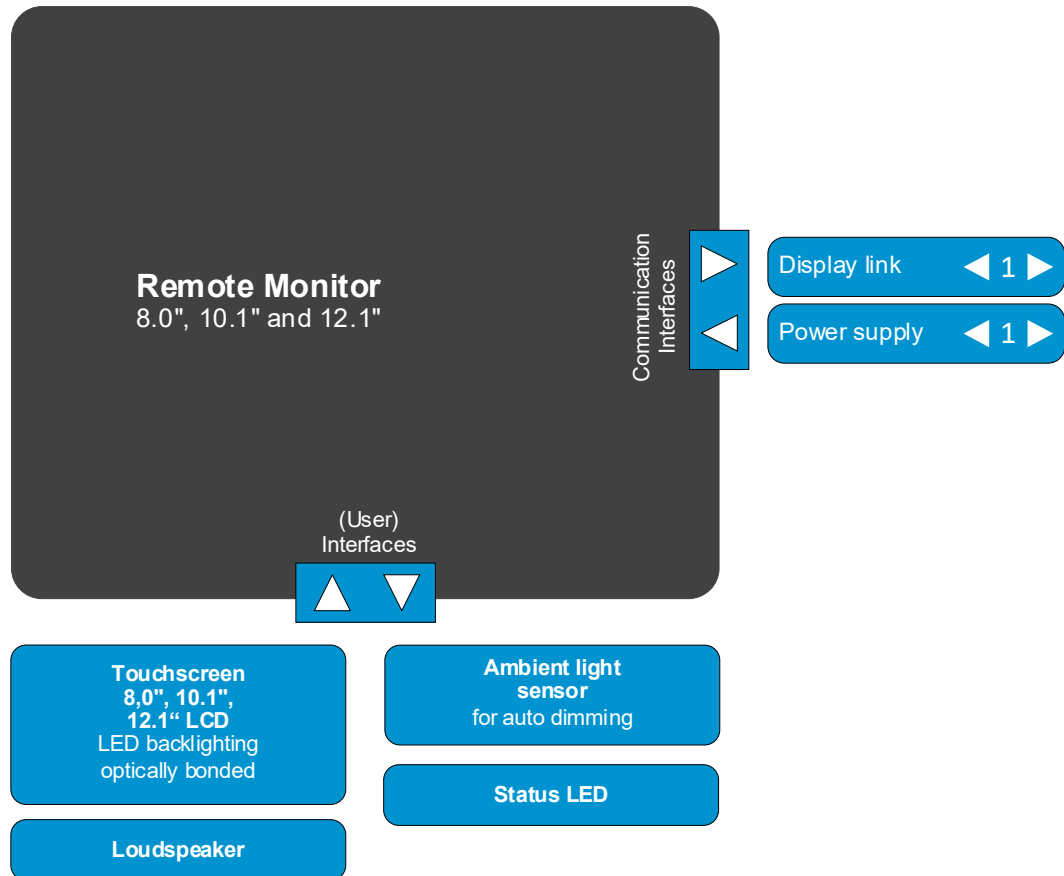 Remote Monitor
8.0", 10.1" and 12.1"
Communication
Interfaces
Display link 1
Power supply 1
(User)
Interfaces
Touchscreen
8,0", 10.1",
12.1“ LCD
LED backlighting
optically bonded
Loudspeaker
Ambient light
sensor
for auto dimming
Status LED